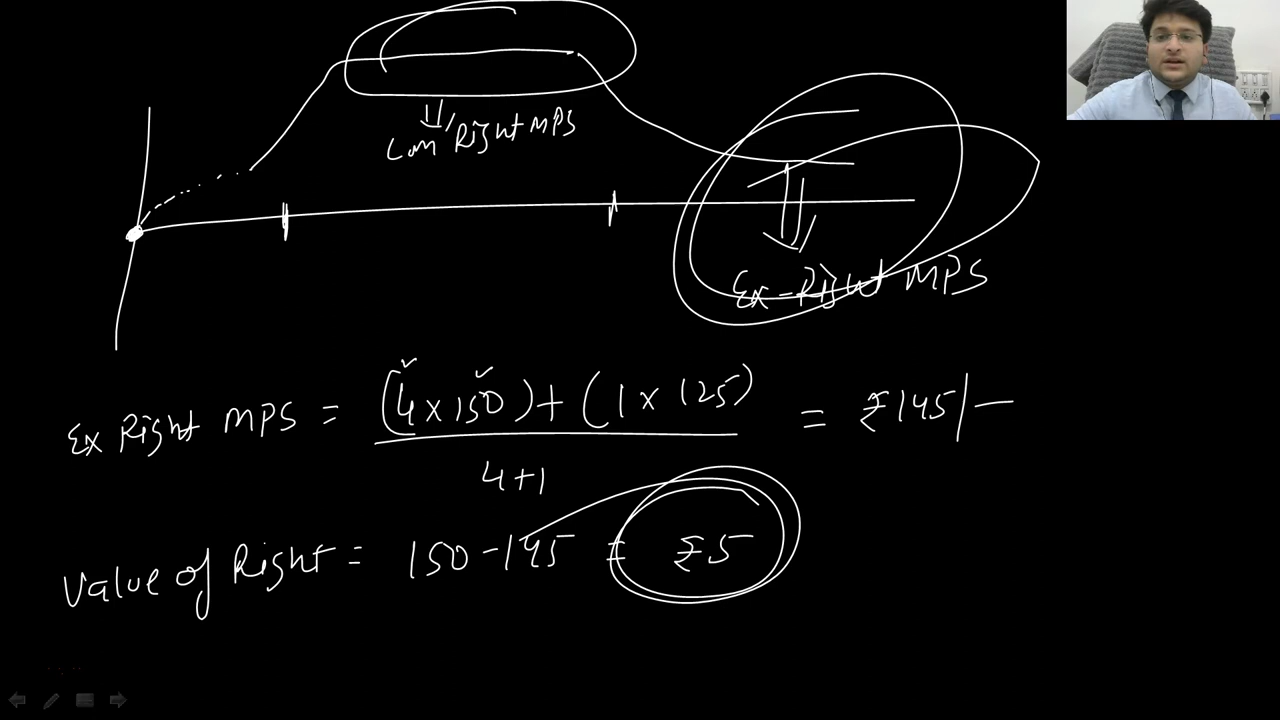 Cum Right MPS
Ex-Right MPS
Ex Right MPS = (4 x 150) + (1 x 125) = ₹145/-
4+1
Value of Right = 150 - 145 = ₹5